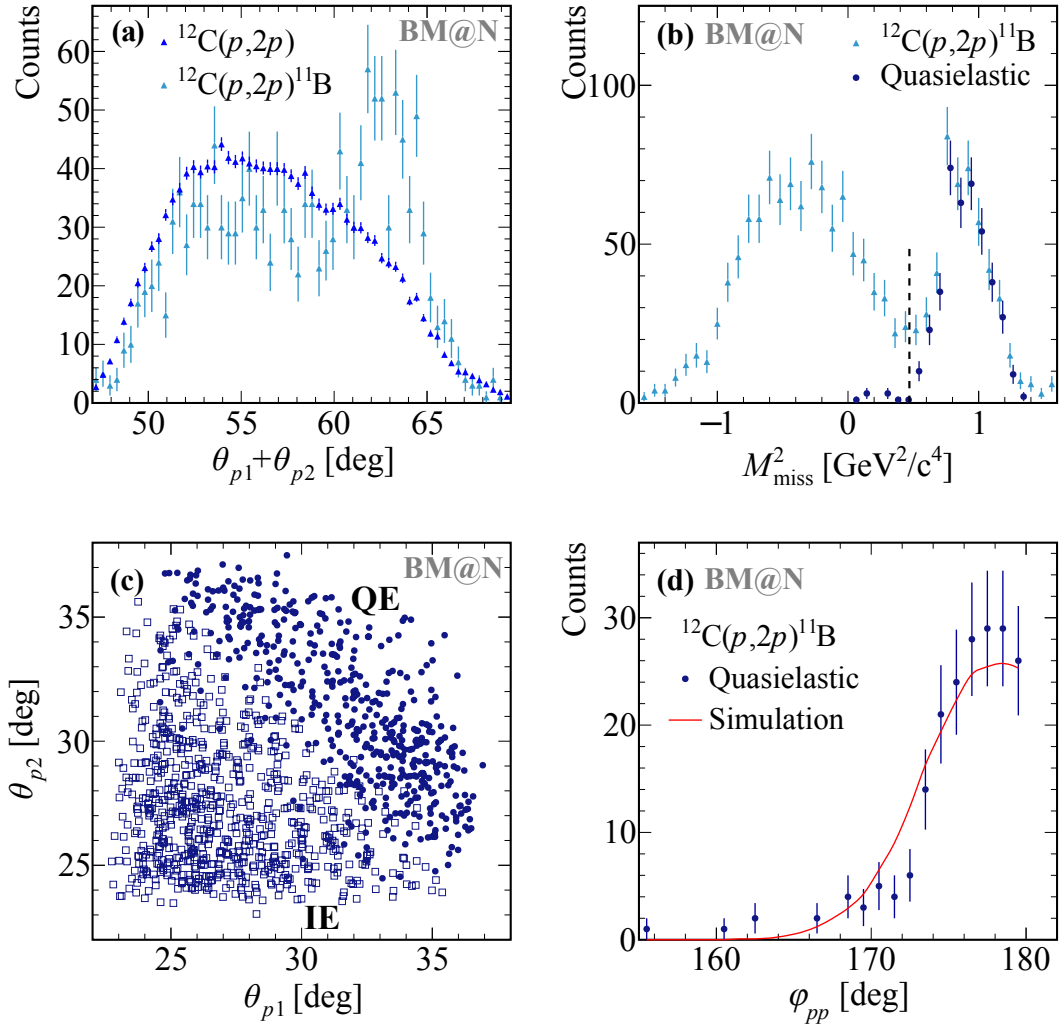 (a)
BM@N
¹²C(p,2p)
¹²C(p,2p)¹¹B
Counts
0
10
20
30
40
50
60
50
55
60
65
θp1+θp2 [deg]
(b) BM@N
¹²C(p,2p)¹¹B
Quasielastic
Counts
0
50
100
−1
0
1
M²miss [GeV²/c⁴]
(c)
BM@N
QE
IE
θp2 [deg]
25
30
35
25
30
35
θp1 [deg]
(d) BM@N
¹²C(p,2p)¹¹B
Quasielastic
Simulation
Counts
0
10
20
30
160
170
180
φpp [deg]